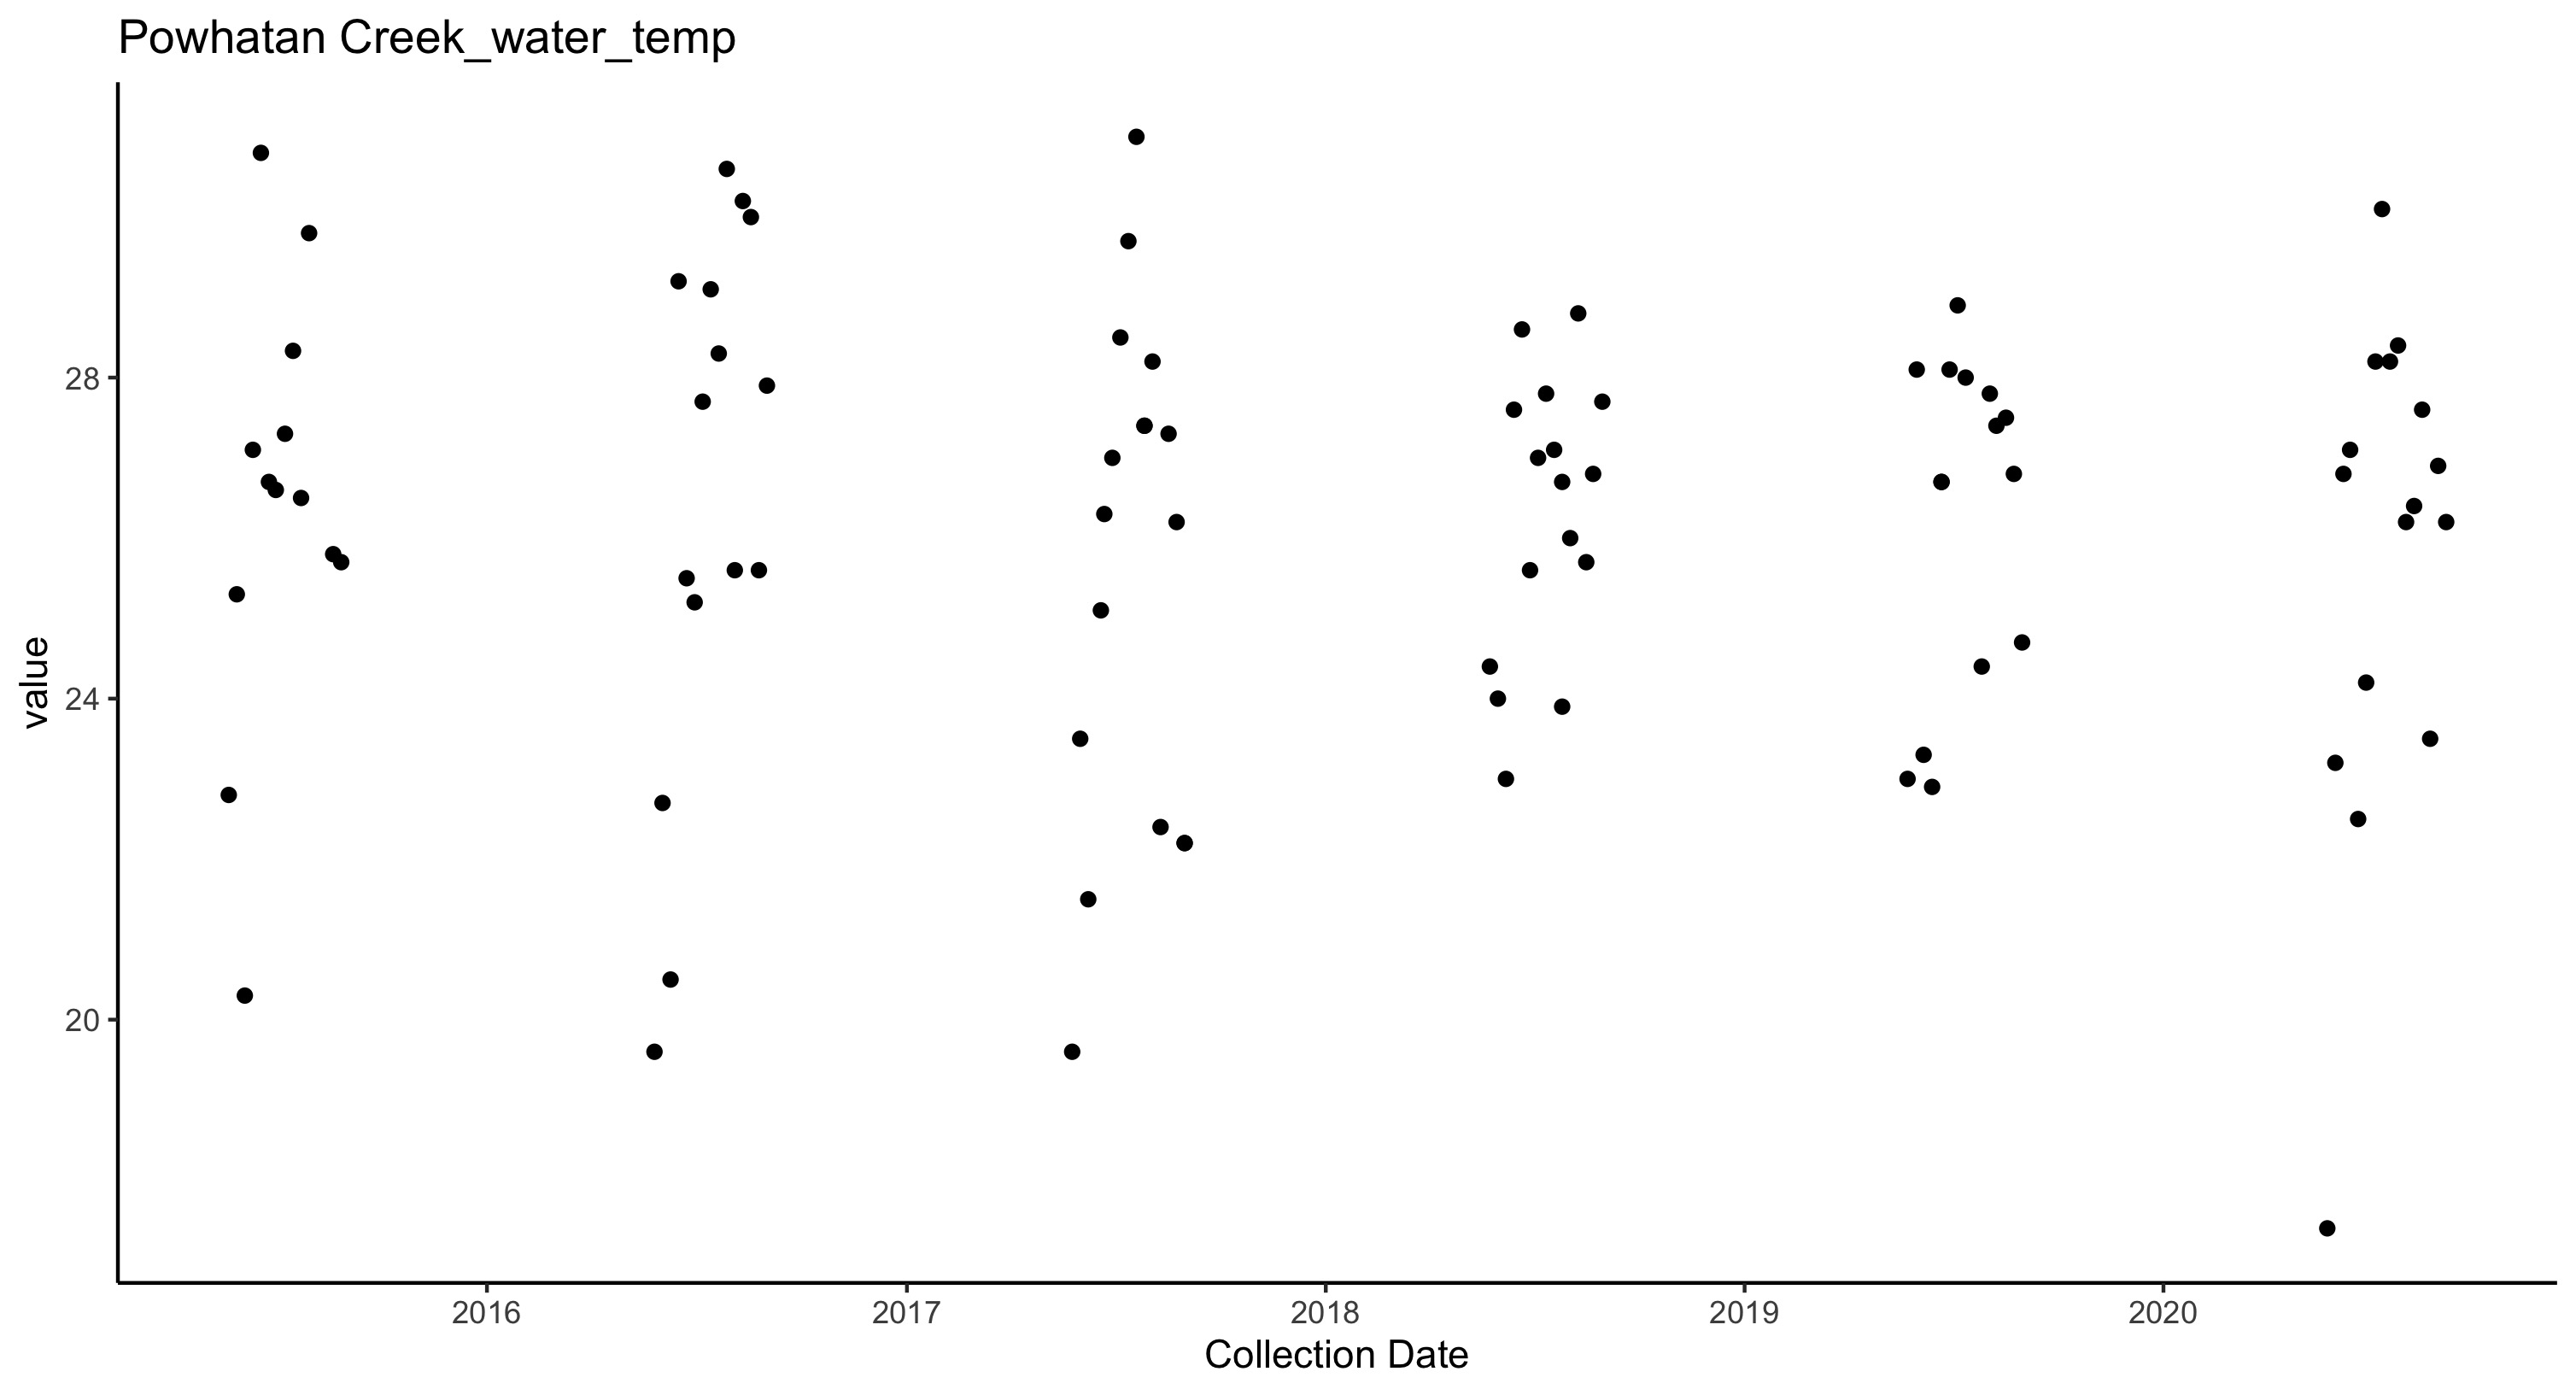 Powhatan Creek_water_temp
28
24
20
value
2016 2017 2018 2019 2020
Collection Date